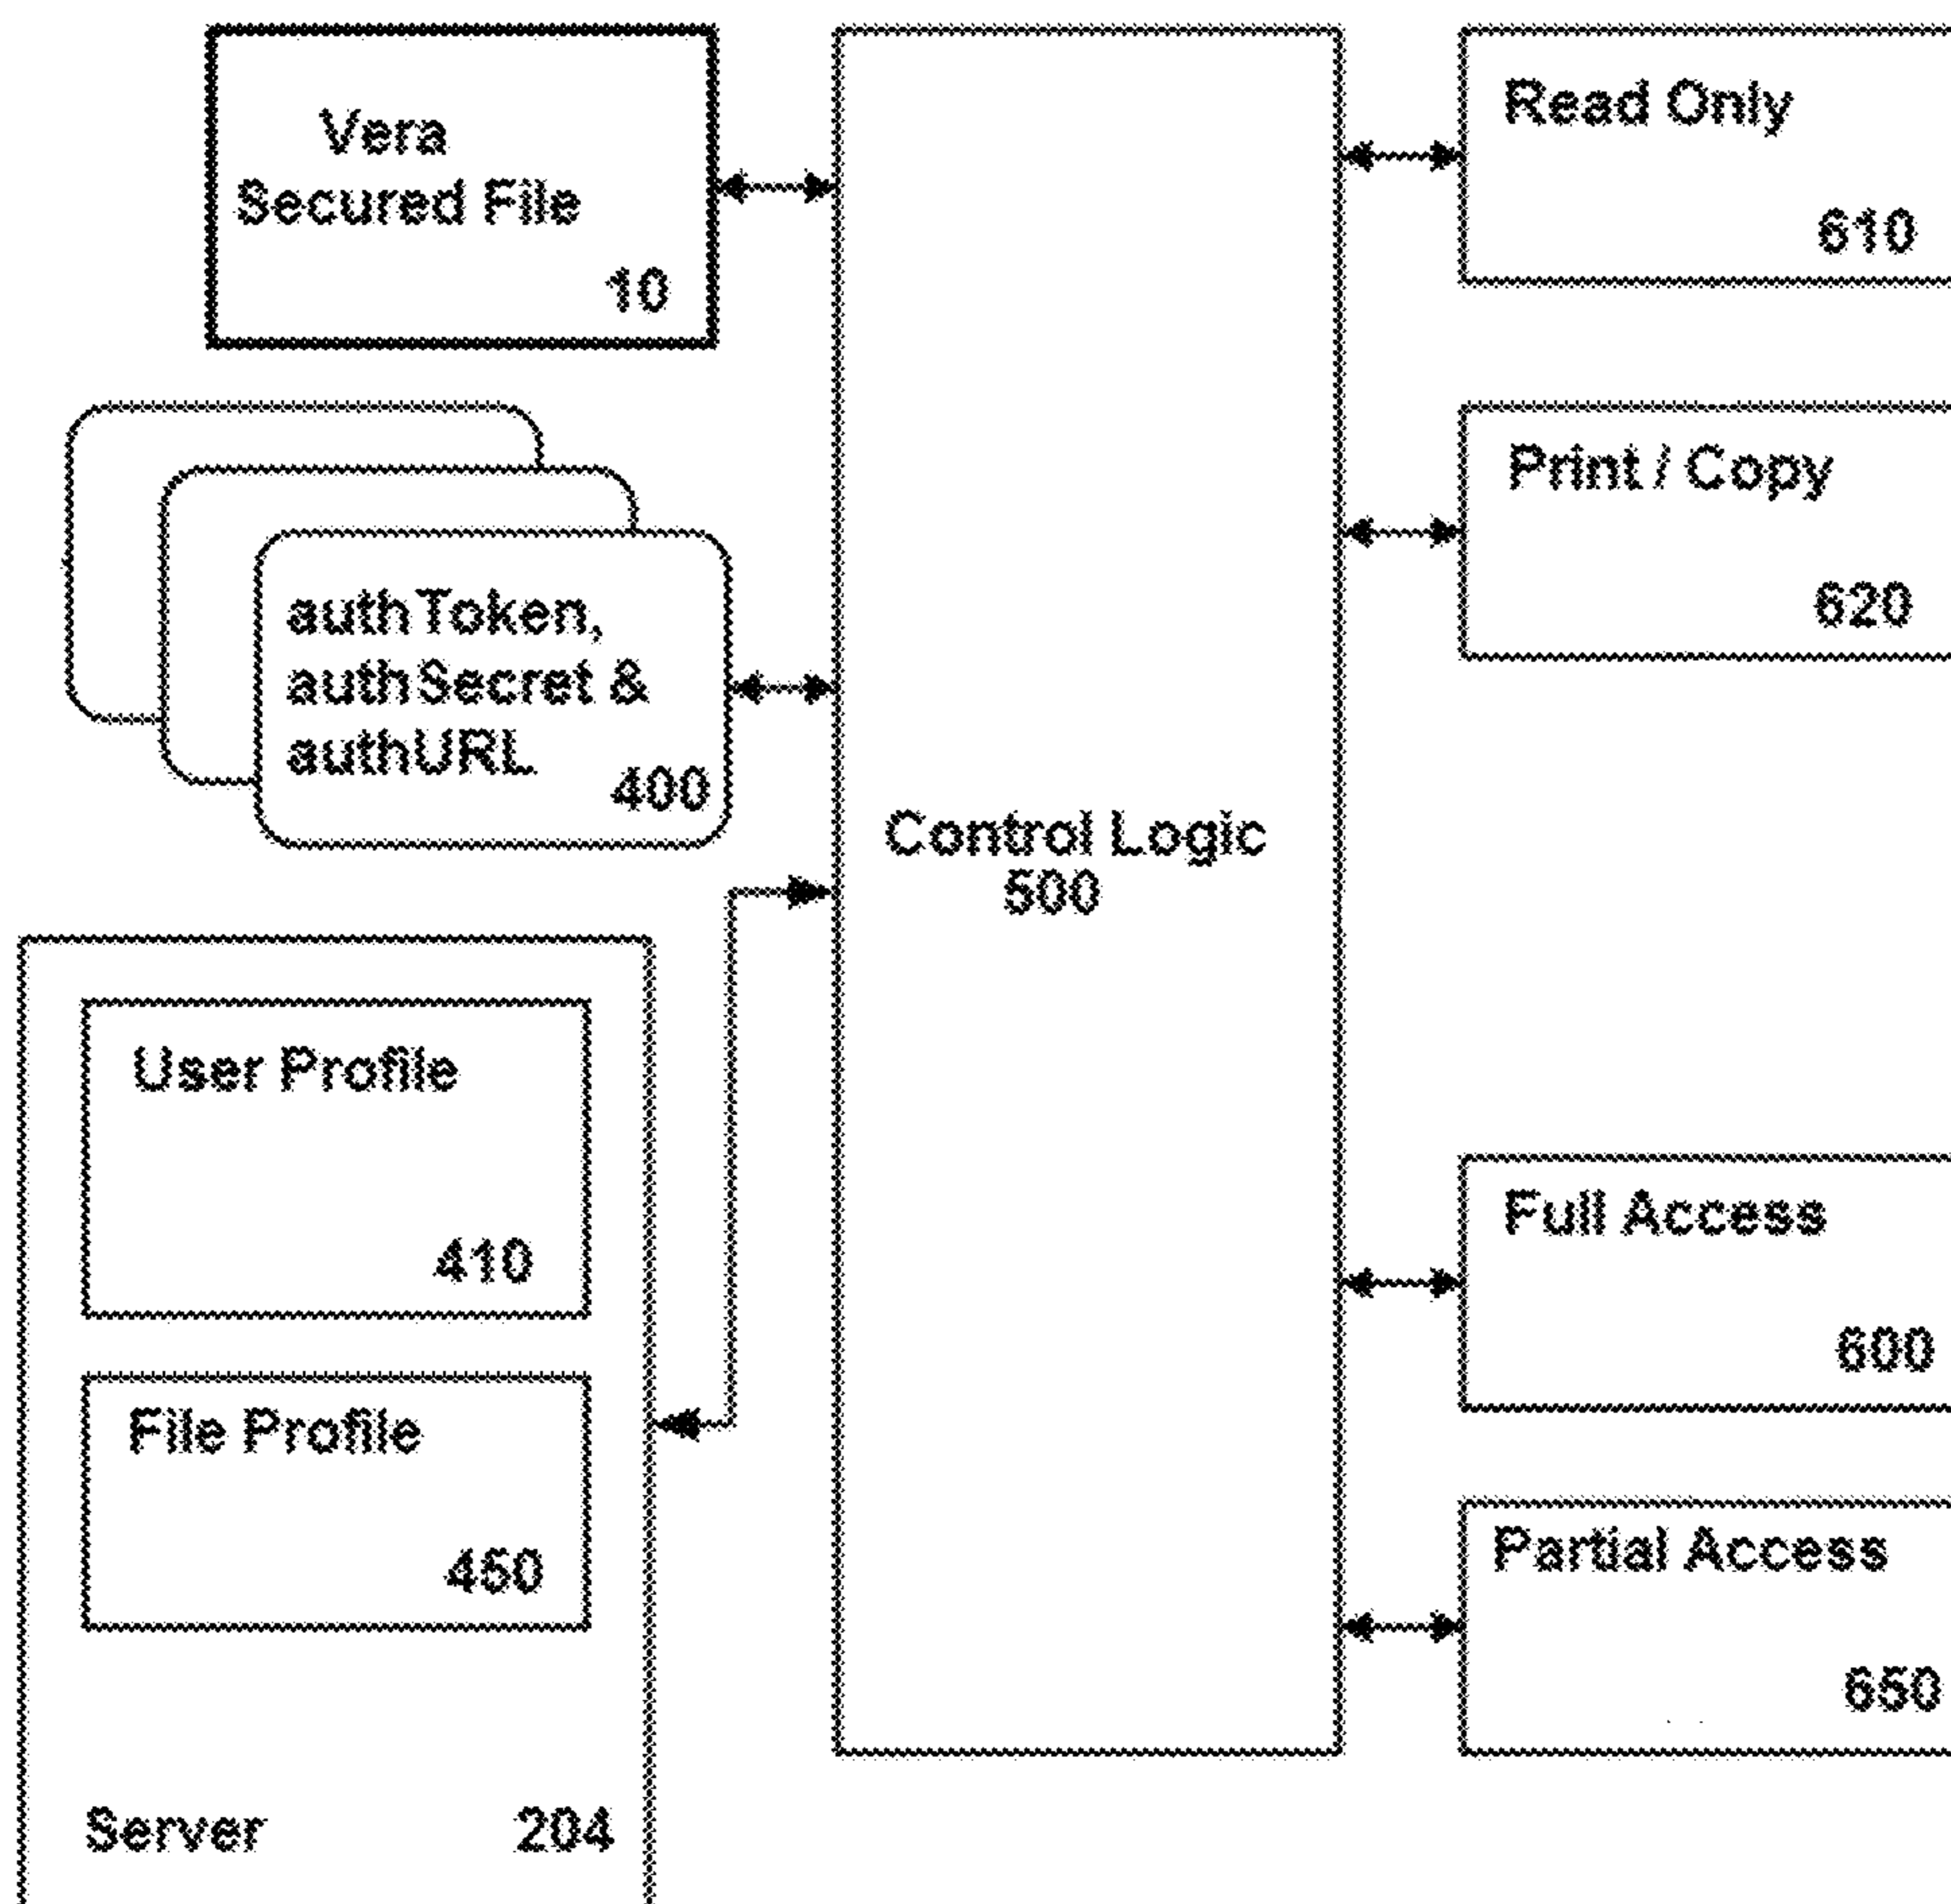 Vera
Secured File
10
authToken,
authSecret &
authURL
400
User Profile
410
File Profile
450
Server 204
Control Logic
500
Read Only
610
Print / Copy
620
Full Access
600
Partial Access
650